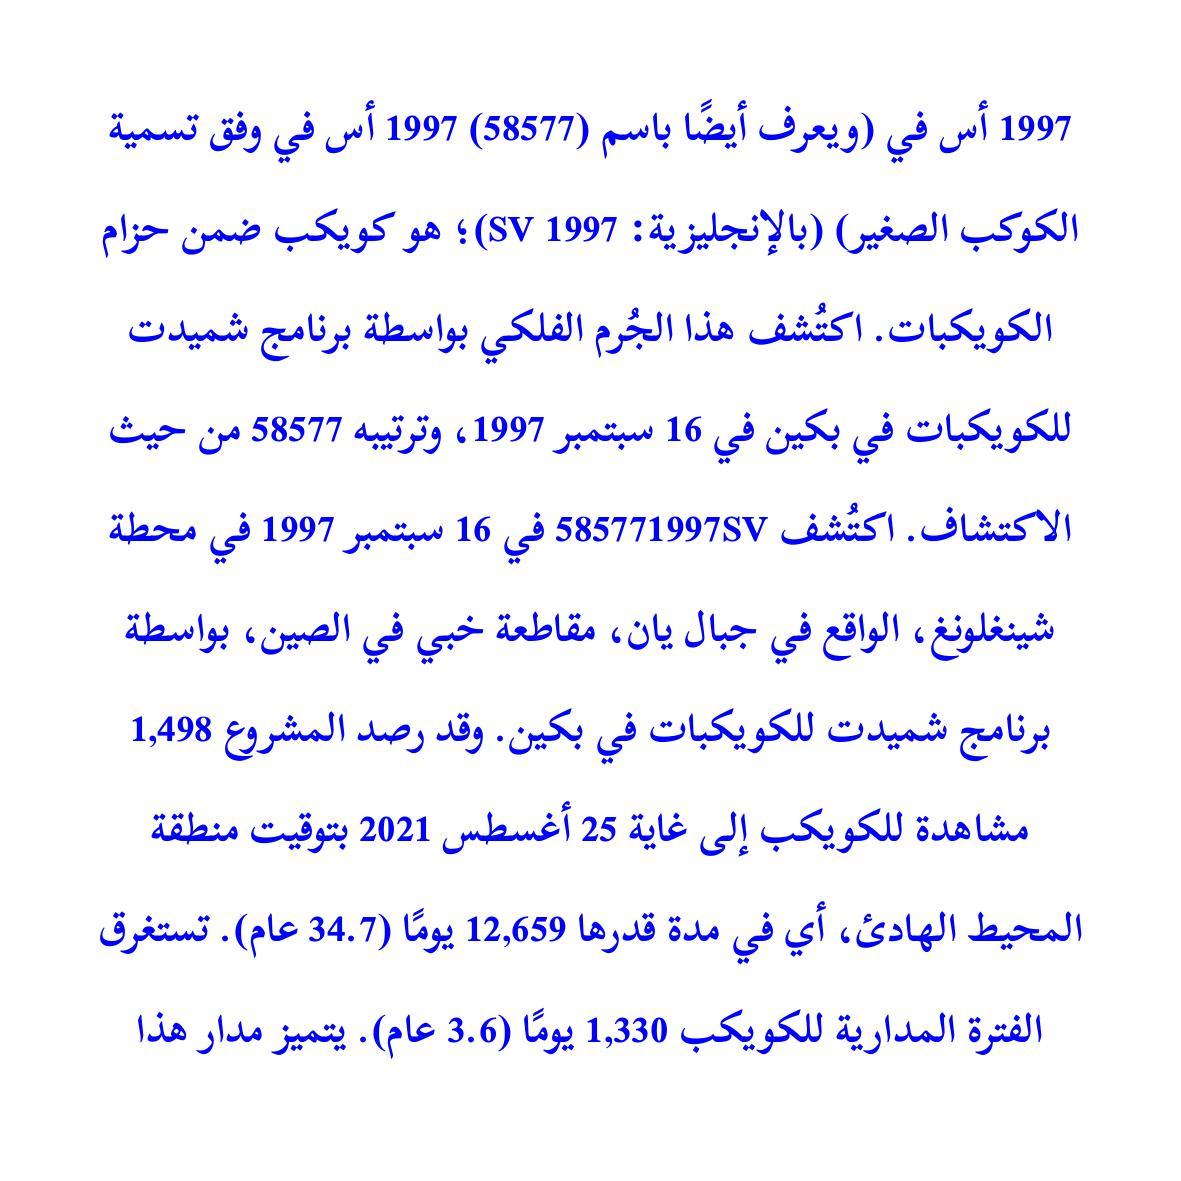 1997 أس في (ويعرف أيضًا باسم (58577) 1997 أس في وفق تسمية
الكوكب الصغير) (بالإنجليزية: 1997 SV)؛ هو كويكب ضمن حزام
الكويكبات. اكتُشف هذا الجُرم الفلكي بواسطة برنامج شميدت
للكويكبات في بكين في 16 سبتمبر 1997، وترتيبه 58577 من حيث
الاكتشاف. اكتُشف 585771997SV في 16 سبتمبر 1997 في محطة
شينغلونغ، الواقع في جبال يان، مقاطعة خبي في الصين، بواسطة
برنامج شميدت للكويكبات في بكين. وقد رصد المشروع 1,498
مشاهدة للكويكب إلى غاية 25 أغسطس 2021 بتوقيت منطقة
المحيط الهادئ، أي في مدة قدرها 12,659 يومًا (34.7 عام). تستغرق
الفترة المدارية للكويكب 1,330 يومًا (3.6 عام). يتميز مدار هذا